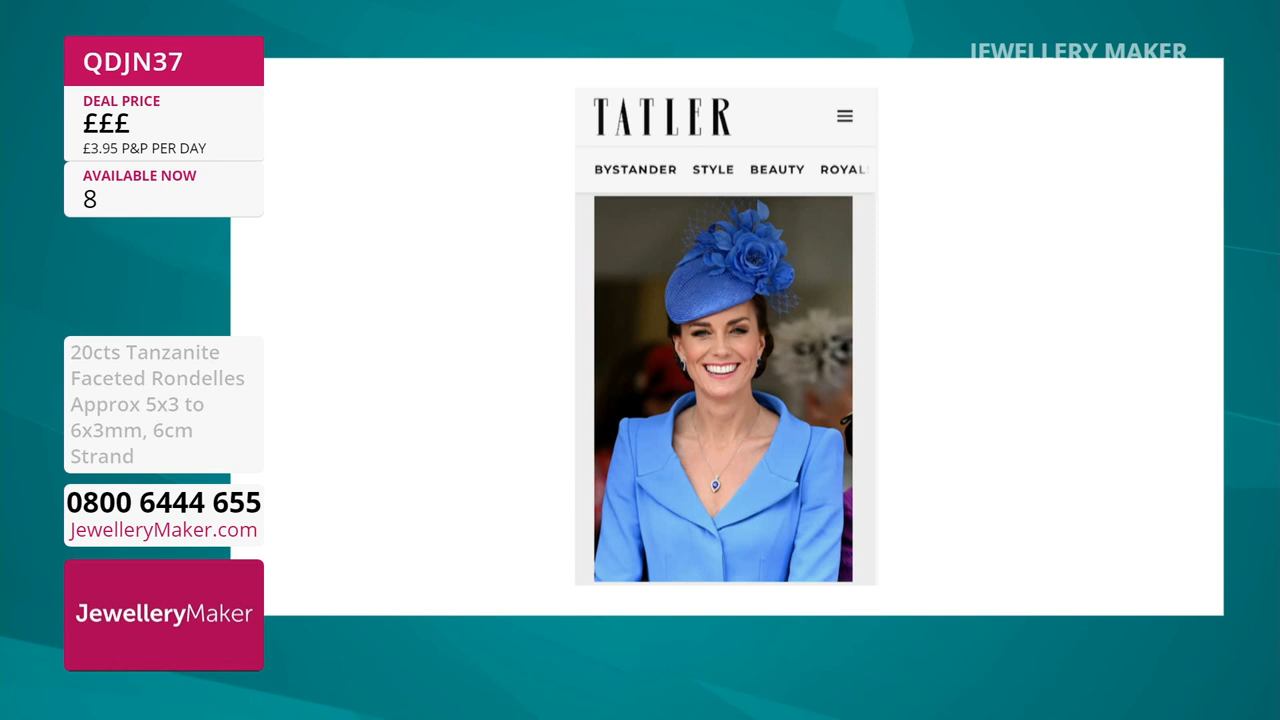 QDJN37
DEAL PRICE
£££
£3.95 P&P PER DAY
AVAILABLE NOW
8
20cts Tanzanite
Faceted Rondelles
Approx 5x3 to
6x3mm, 6cm
Strand
0800 6444 655
JewelleryMaker.com
JewelleryMaker
JEWELLERY MAKER
TATLER
BYSTANDER STYLE BEAUTY ROYAL